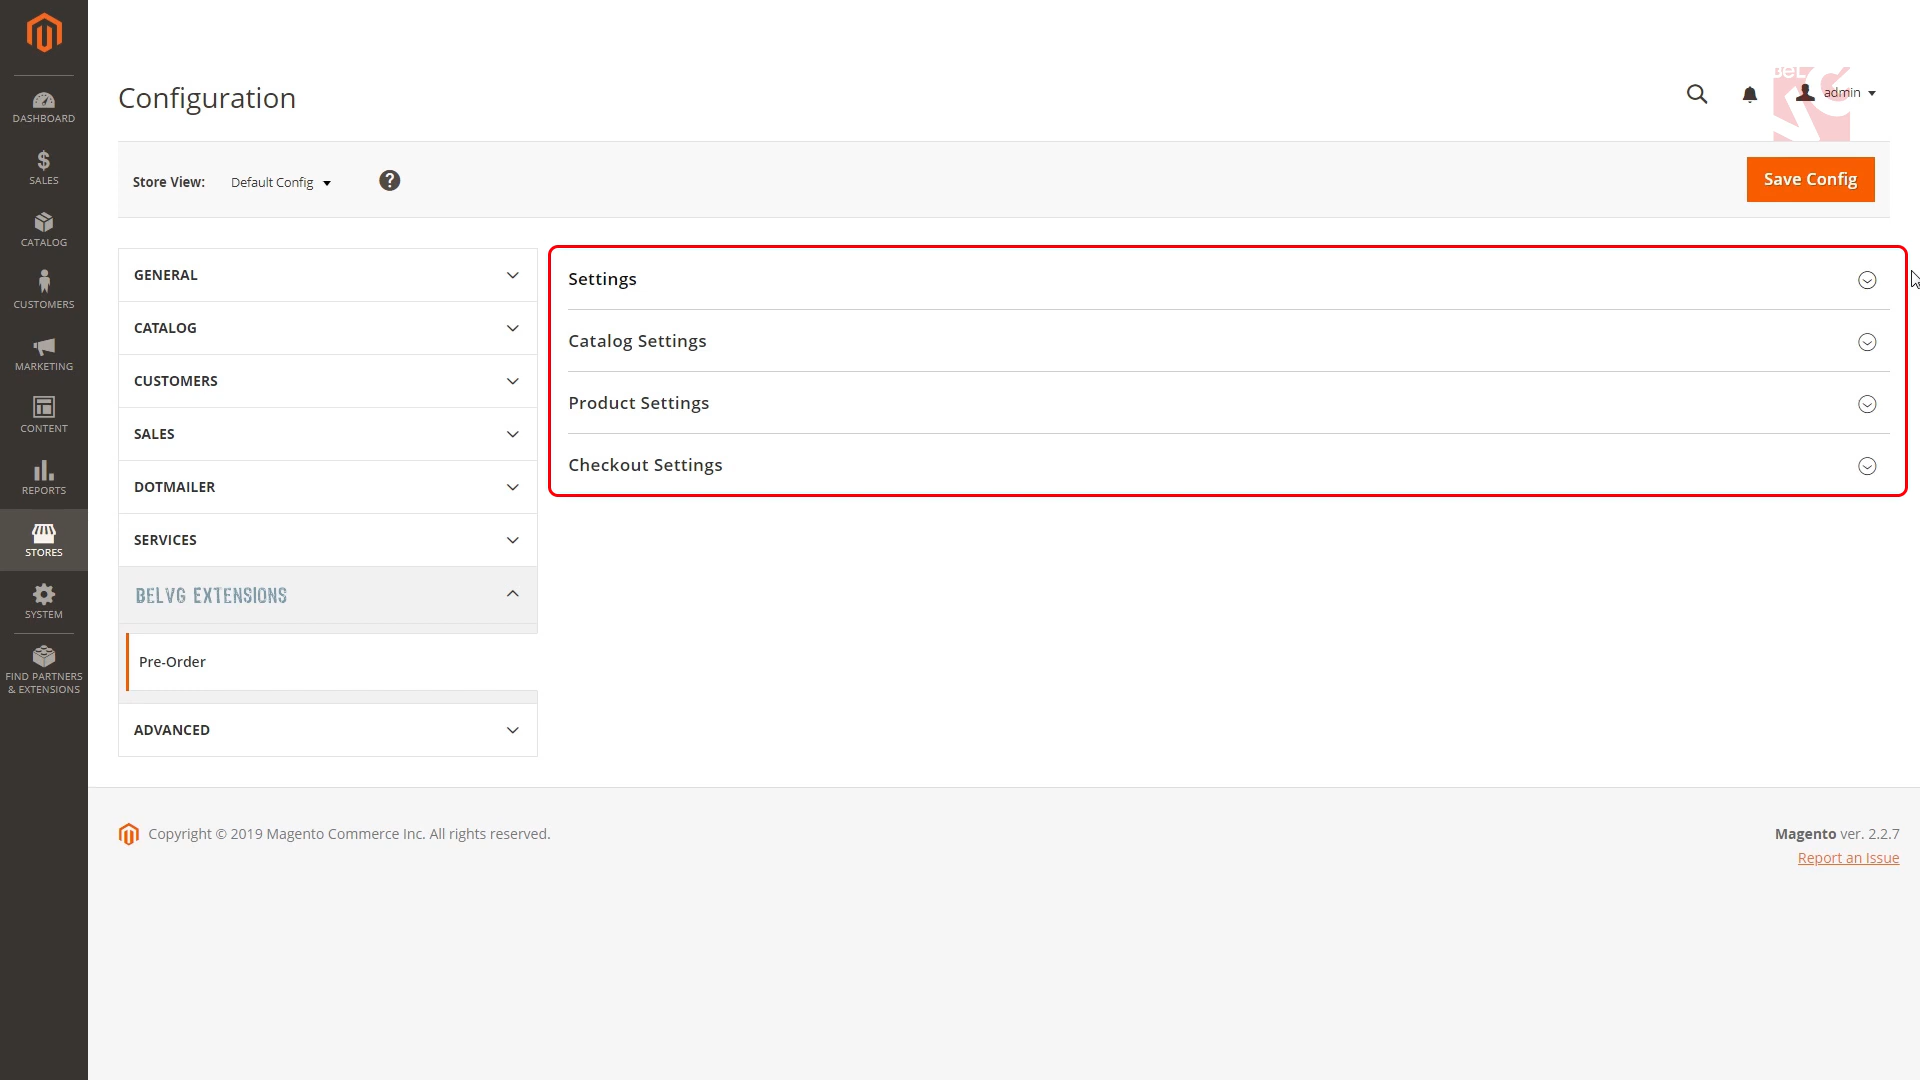 Configuration
BeL
admin
Store View: Default Config
Save Config
DASHBOARD
SALES
CATALOG
CUSTOMERS
MARKETING
CONTENT
REPORTS
STORES
SYSTEM
FIND PARTNERS
& EXTENSIONS
GENERAL
CATALOG
CUSTOMERS
SALES
DOTMAILER
SERVICES
BELVG EXTENSIONS
Pre-Order
ADVANCED
Settings
Catalog Settings
Product Settings
Checkout Settings
Copyright © 2019 Magento Commerce Inc. All rights reserved.
Magento ver. 2.2.7
Report an Issue